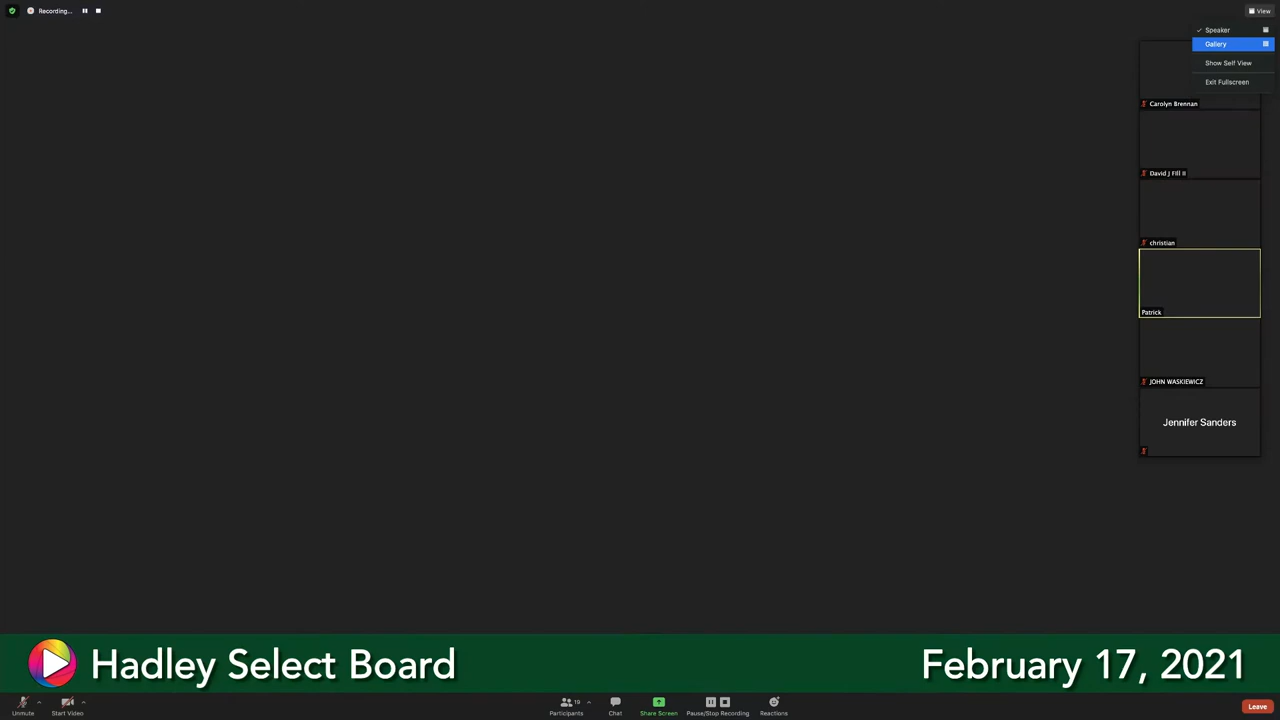 Recording...
View
Speaker
Gallery
Show Self View
Exit Fullscreen
Carolyn Brennan
David J Fill II
christian
Patrick
JOHN WASKIEWICZ
Jennifer Sanders
Hadley Select Board
February 17, 2021
Unmute
Start Video
19
Participants
Chat
Share Screen
Pause/Stop Recording
Reactions
Leave